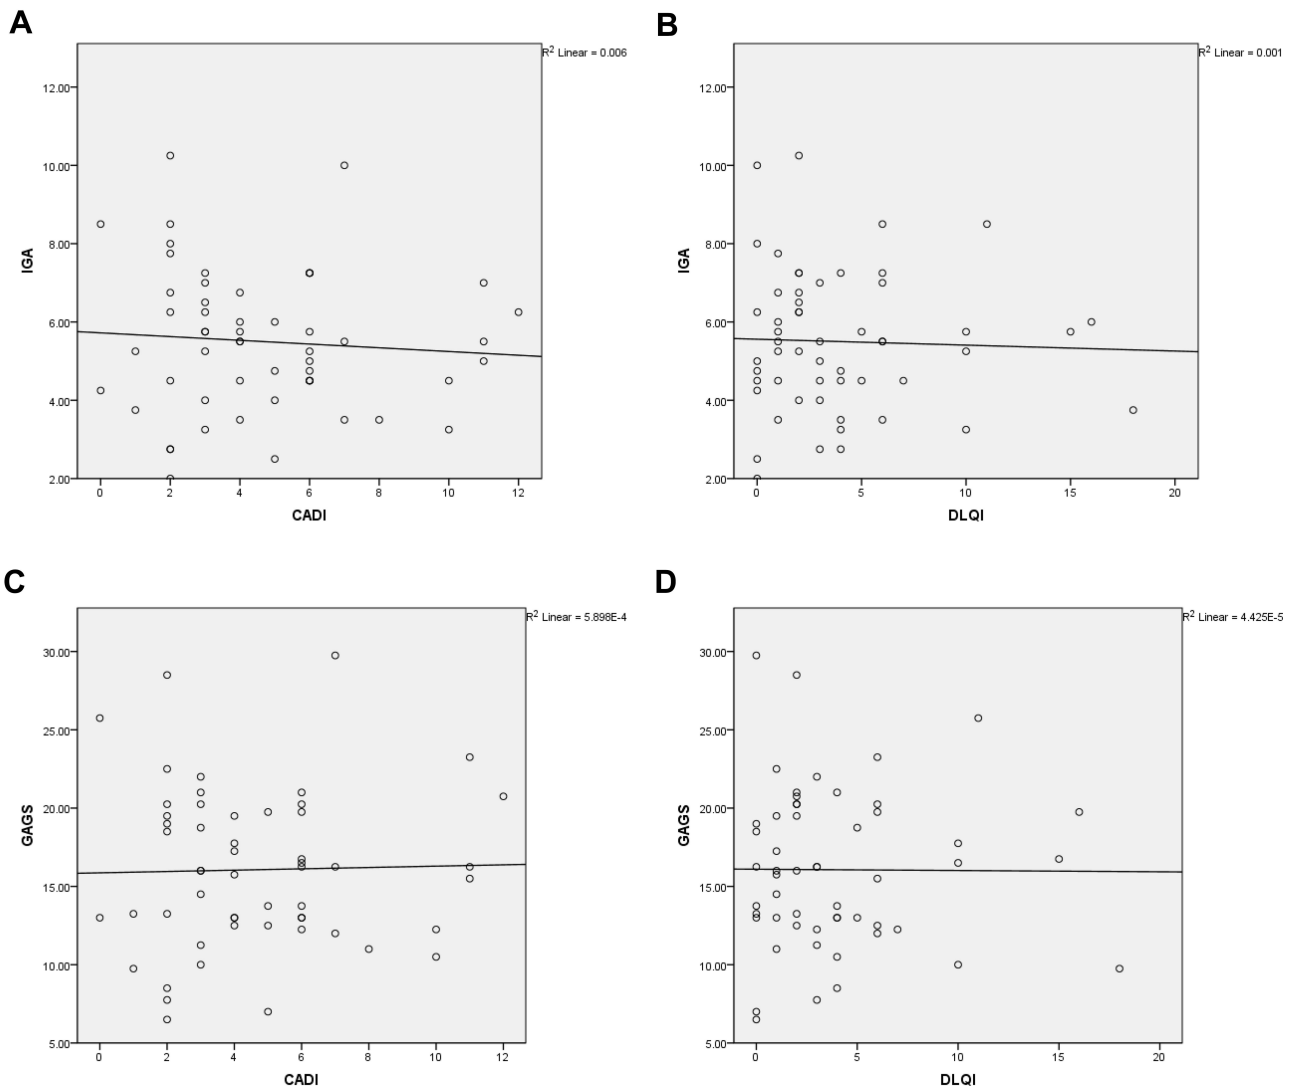 A
B
R2 Linear = 0.006
R2 Linear = 0.001
12.00
10.00
8.00
6.00
4.00
2.00
IGA
0 2 4 6 8 10 12
CADI
12.00
10.00
8.00
6.00
4.00
2.00
IGA
0 5 10 15 20
DLQI
C
D
R2 Linear = 5.898E-4
R2 Linear = 4.425E-5
30.00
25.00
20.00
15.00
10.00
5.00
GAGS
0 2 4 6 8 10 12
CADI
30.00
25.00
20.00
15.00
10.00
5.00
GAGS
0 5 10 15 20
DLQI